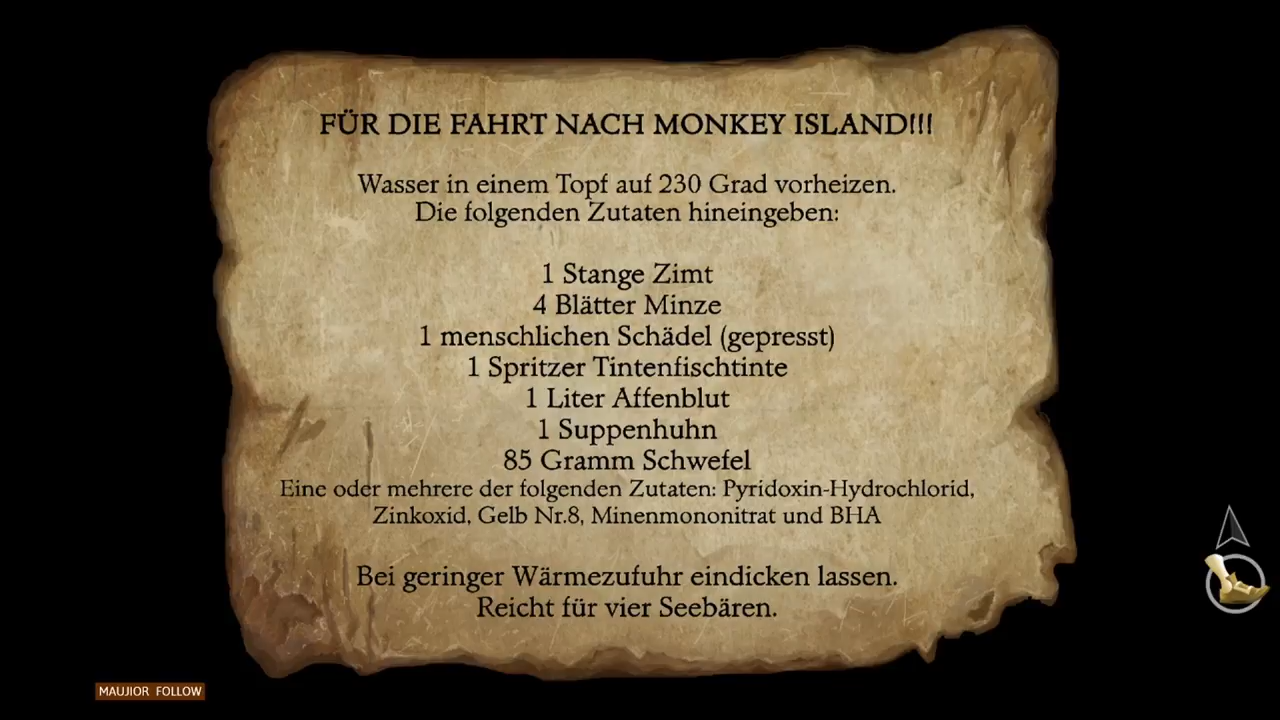 FÜR DIE FAHRT NACH MONKEY ISLAND!!!
Wasser in einem Topf auf 230 Grad vorheizen.
Die folgenden Zutaten hineingeben:
1 Stange Zimt
4 Blätter Minze
1 menschlichen Schädel (gepresst)
1 Spritzer Tintenfischtinte
1 Liter Affenblut
1 Suppenhuhn
85 Gramm Schwefel
Eine oder mehrere der folgenden Zutaten: Pyridoxin-Hydrochlorid,
Zinkoxid, Gelb Nr.8, Minenmononitrat und BHA
Bei geringer Wärmezufuhr eindicken lassen.
Reicht für vier Seebären.
MAUJIOR FOLLOW